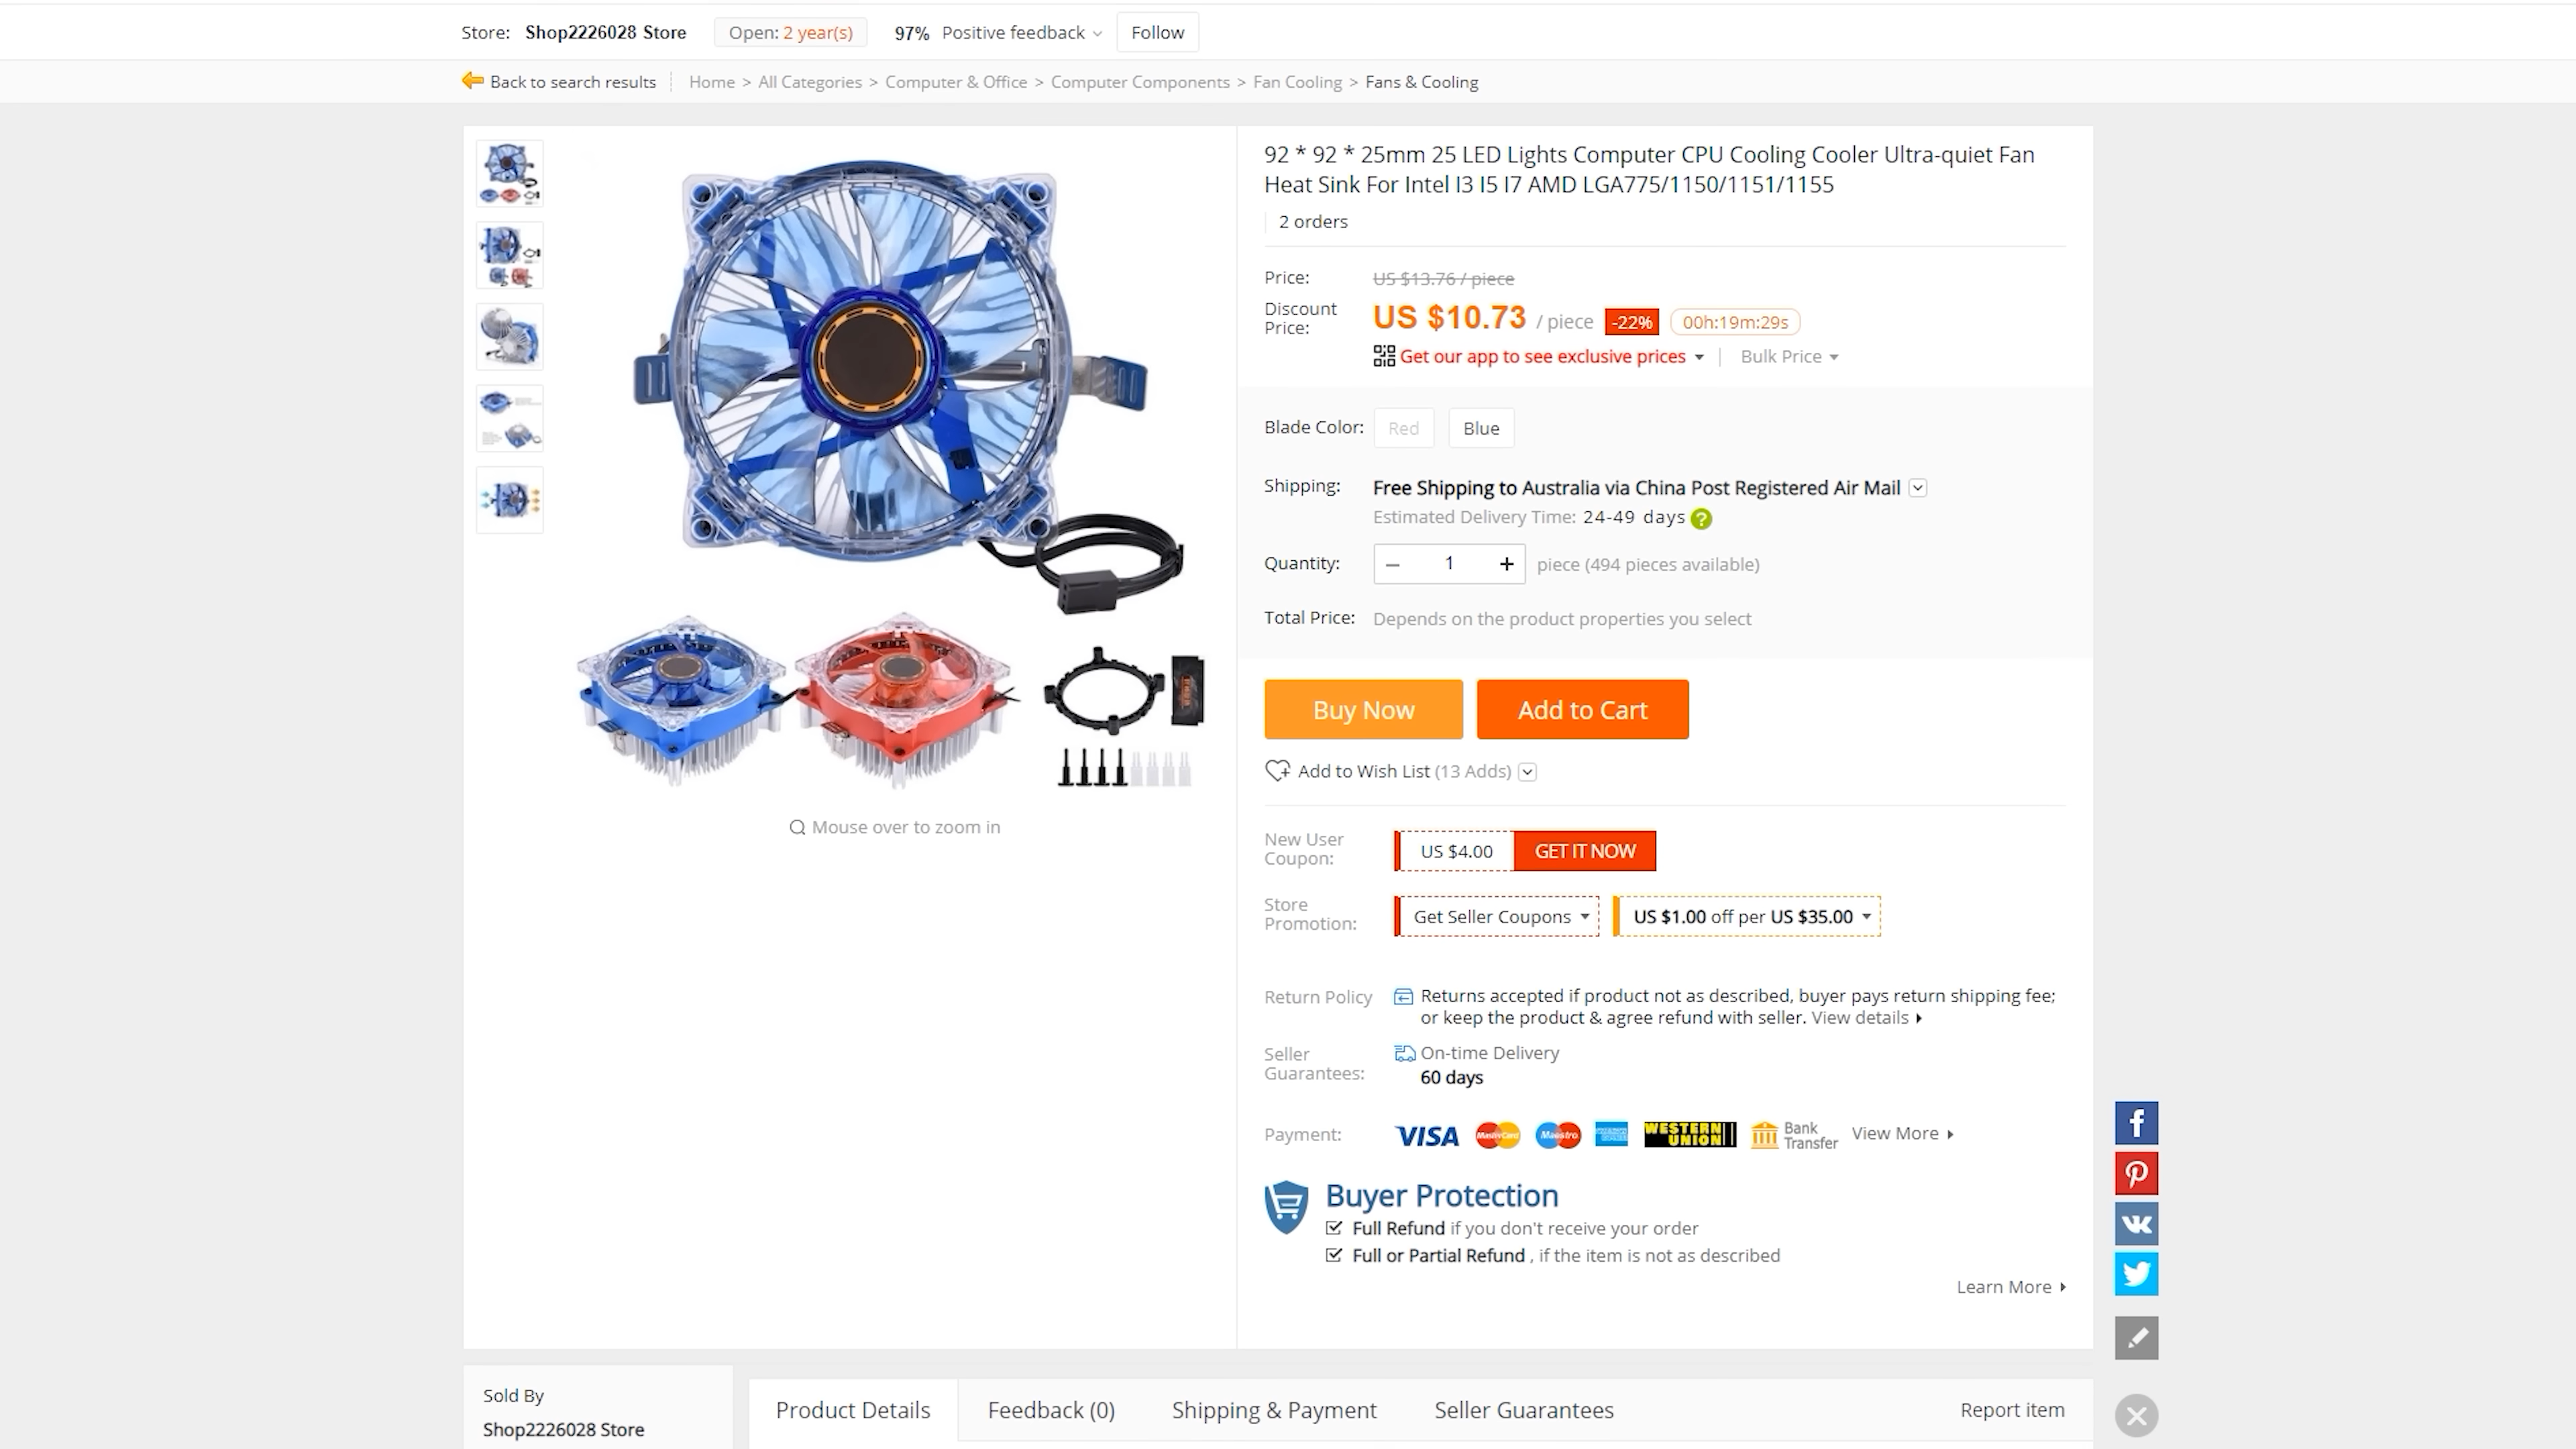 Store: Shop2226028 Store Open: 2 year(s) 97% Positive feedback Follow
Back to search results Home > All Categories > Computer & Office > Computer Components > Fan Cooling > Fans & Cooling
92 * 92 * 25mm 25 LED Lights Computer CPU Cooling Cooler Ultra-quiet Fan
Heat Sink For Intel I3 I5 I7 AMD LGA775/1150/1151/1155
2 orders
Price: US $13.76 / piece
Discount
Price: US $10.73 / piece -22% 00h:19m:29s
Get our app to see exclusive prices | Bulk Price
Blade Color: Red Blue
Shipping: Free Shipping to Australia via China Post Registered Air Mail
Estimated Delivery Time: 24-49 days ?
Quantity: – 1 + piece (494 pieces available)
Total Price: Depends on the product properties you select
Buy Now Add to Cart
Add to Wish List (13 Adds)
Mouse over to zoom in
New User
Coupon: US $4.00 GET IT NOW
Store
Promotion: Get Seller Coupons US $1.00 off per US $35.00
Return Policy Returns accepted if product not as described, buyer pays return shipping fee;
or keep the product & agree refund with seller. View details
Seller
Guarantees: On-time Delivery
60 days
Payment: VISA MasterCard Maestro WESTERN UNION Bank Transfer View More
Buyer Protection
Full Refund if you don't receive your order
Full or Partial Refund , if the item is not as described
Learn More
Sold By
Shop2226028 Store
Product Details Feedback (0) Shipping & Payment Seller Guarantees Report item